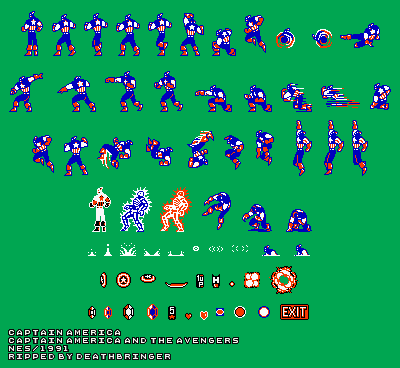 EXIT
CAPTAIN AMERICA
CAPTAIN AMERICA AND THE AVENGERS
NES/1991
RIPPED BY DEATHBRINGER